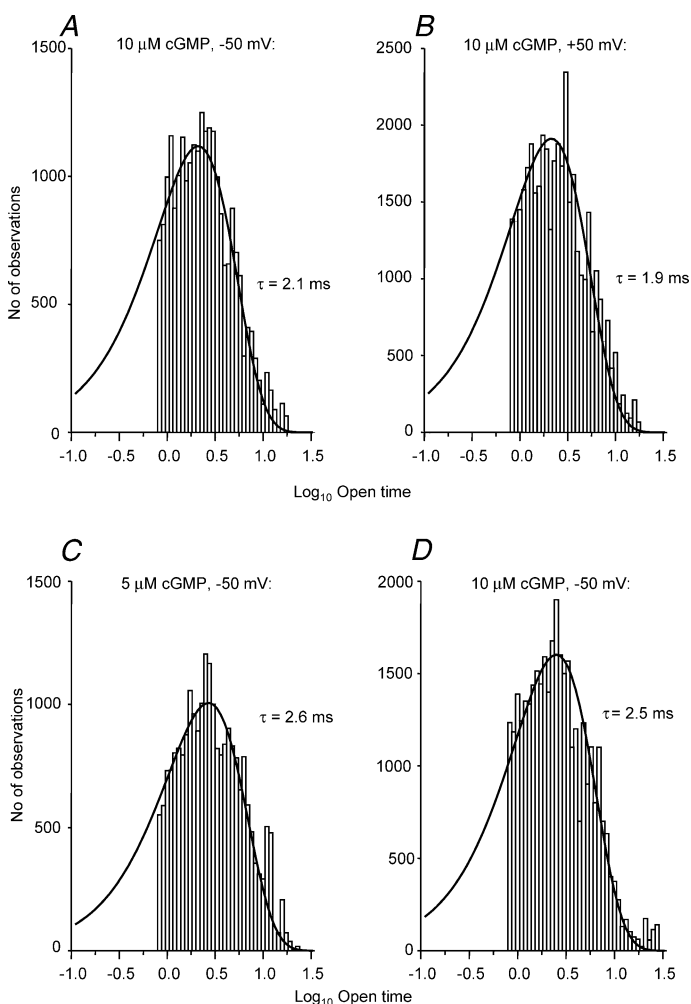 A
10 μM cGMP, -50 mV:
1500
1000
500
0
No of observations
τ = 2.1 ms
-1.0 -0.5 0.0 0.5 1.0 1.5
B
10 μM cGMP, +50 mV:
2500
2000
1500
1000
500
0
τ = 1.9 ms
-1.0 -0.5 0.0 0.5 1.0 1.5
Log10 Open time
C
5 μM cGMP, -50 mV:
1500
1000
500
0
No of observations
τ = 2.6 ms
-1.0 -0.5 0.0 0.5 1.0 1.5
D
10 μM cGMP, -50 mV:
2000
1500
1000
500
0
τ= 2.5 ms
-1.0 -0.5 0.0 0.5 1.0 1.5
Log10 Open time